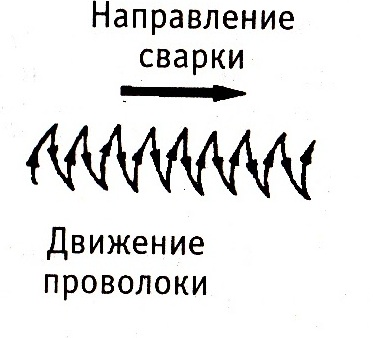 Направление
сварки
Движение
проволоки